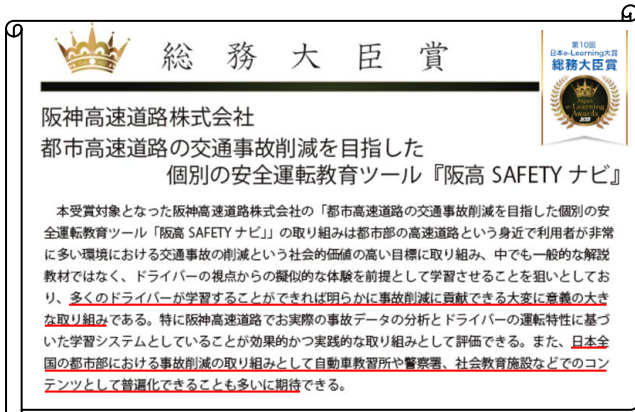 総務大臣賞
第10回
日本e-Learning大賞
総務大臣賞
Japan
e-Learning
Awards
阪神高速道路株式会社
都市高速道路の交通事故削減を目指した
個別の安全運転教育ツール『阪高 SAFETY ナビ』
本受賞対象となった阪神高速道路株式会社の「都市高速道路の交通事故削減を目指した個別の安
全運転教育ツール「阪高 SAFETY ナビ」」の取り組みは都市部の高速道路という身近で利用者が非常
に多い環境における交通事故の削減という社会的価値の高い目標に取り組み、中でも一般的な解説
教材ではなく、ドライバーの視点からの擬似的な体験を前提として学習させることを狙いとしてお
り、多くのドライバーが学習することができれば明らかに事故削減に貢献できる大変に意義の大き
な取り組みである。特に阪神高速道路でお実際の事故データの分析とドライバーの運転特性に基づ
いた学習システムとしていることが効果的かつ実践的な取り組みとして評価できる。また、日本全
国の都市部における事故削減の取り組みとして自動車教習所や警察署、社会教育施設などでのコン
テンツとして普遍化できることも多いに期待できる。